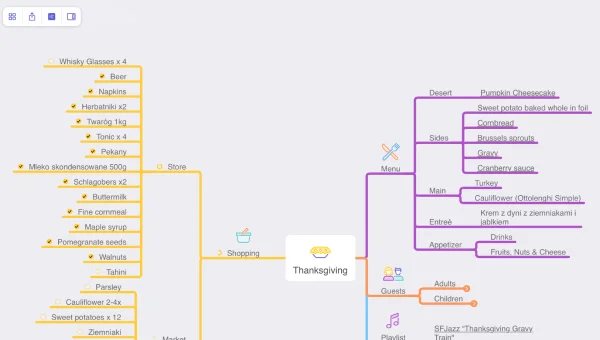 Whisky Glasses x 4
Beer
Napkins
Herbatniki x2
Twaróg 1kg
Tonic x 4
Pekany
Mleko skondensowane 500g
Schlagobers x2
Buttermilk
Fine cornmeal
Maple syrup
Pomegranate seeds
Walnuts
Tahini
Store
Parsley
Cauliflower 2-4x
Sweet potatoes x 12
Ziemniaki
Market
Shopping
Thanksgiving
Menu
Desert
Pumpkin Cheesecake
Sides
Sweet potato baked whole in foil
Cornbread
Brussels sprouts
Gravy
Cranberry sauce
Main
Turkey
Cauliflower (Ottolenghi Simple)
Entreé
Krem z dyni z ziemniakami i
jabłkiem
Appetizer
Drinks
Fruits, Nuts & Cheese
Guests
Adults
Children
Playlist
SFJazz "Thanksgiving Gravy
Train"